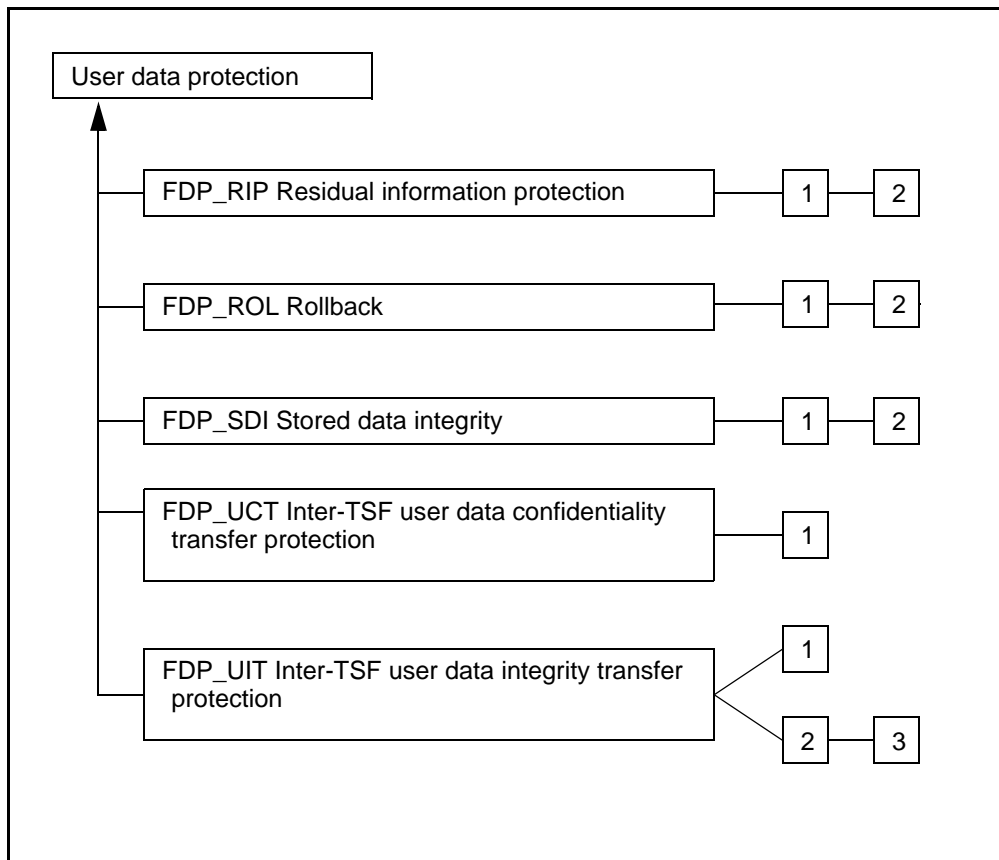 User data protection
FDP_RIP Residual information protection
1
2
FDP_ROL Rollback
1
2
FDP_SDI Stored data integrity
1
2
FDP_UCT Inter-TSF user data confidentiality
transfer protection
1
FDP_UIT Inter-TSF user data integrity transfer
protection
1
2
3